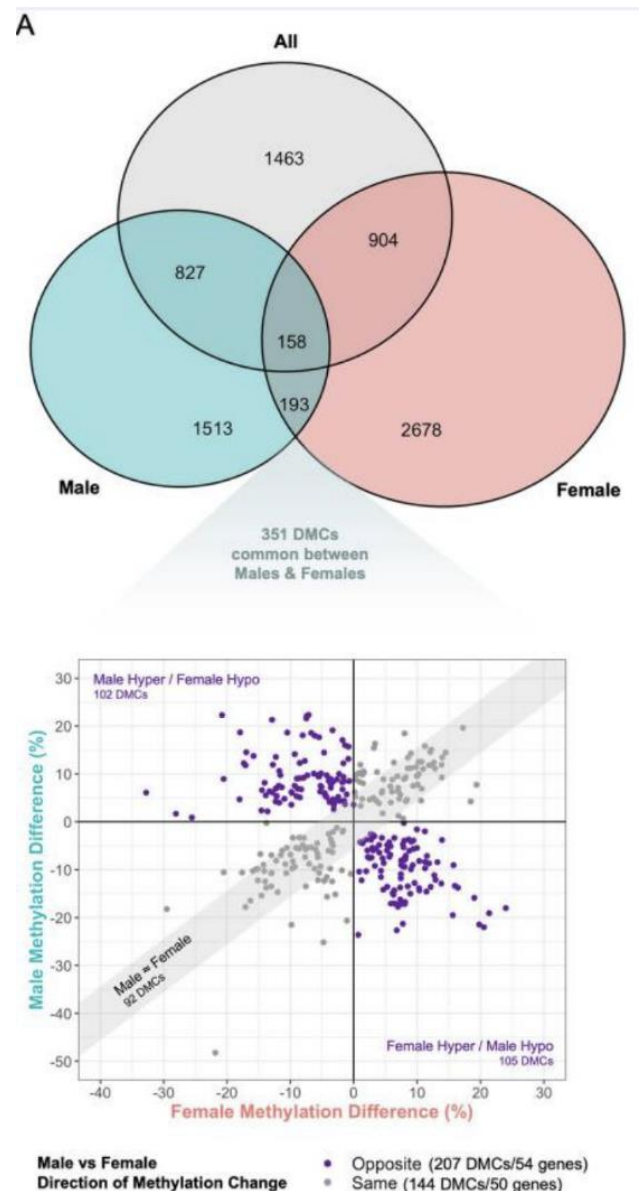 A
All
1463
904
827
158
193
1513
2678
Male
Female
351 DMCs
common between
Males & Females
Male Hyper / Female Hypo
102 DMCs
30
20
10
0
-10
-20
-30
-40
-50
Male Methylation Difference (%)
Male ≈ Female
92 DMCs
Female Hyper / Male Hypo
105 DMCs
-40
-30
-20
-10
0
10
20
30
Female Methylation Difference (%)
Male vs Female
Direction of Methylation Change
Opposite (207 DMCs/54 genes)
Same (144 DMCs/50 genes)